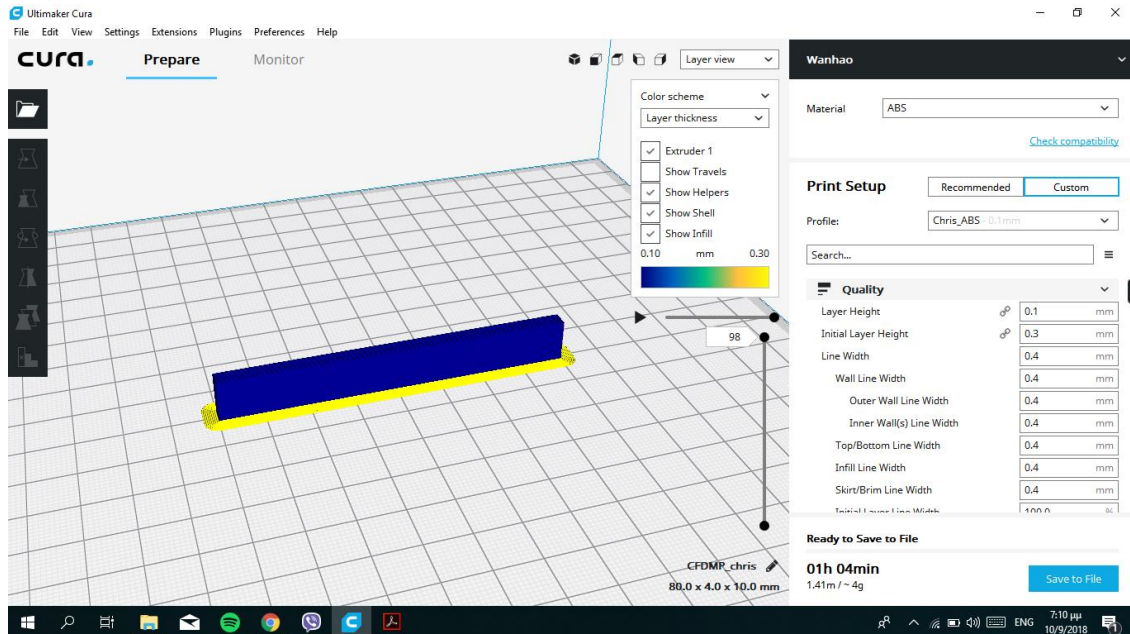 Ultimaker Cura
File Edit View Settings Extensions Plugins Preferences Help
cura. Prepare Monitor
Layer view
Wanhao
Color scheme
Layer thickness
Extruder 1
Show Travels
Show Helpers
Show Shell
Show Infill
0.10 mm 0.30
98
Material ABS
Check compatibility
Print Setup Recommended Custom
Profile: Chris_ABS - 0.1mm
Search...
Quality
Layer Height 0.1 mm
Initial Layer Height 0.3 mm
Line Width 0.4 mm
Wall Line Width 0.4 mm
Outer Wall Line Width 0.4 mm
Inner Wall(s) Line Width 0.4 mm
Top/Bottom Line Width 0.4 mm
Infill Line Width 0.4 mm
Skirt/Brim Line Width 0.4 mm
Initial Layer Line Width 100.0 %
CFDMP_chris
80.0 x 4.0 x 10.0 mm
Ready to Save to File
01h 04min
1.41m / ~ 4g
Save to File
ENG
7:10 μμ
10/9/2018
1